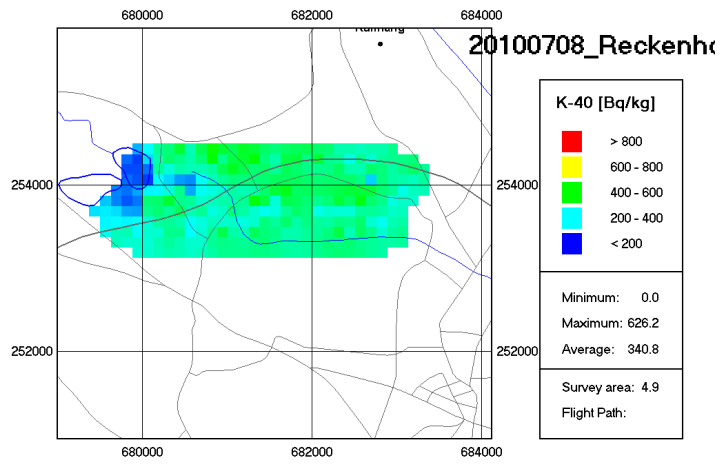 680000 682000 684000
20100708_Reckenho
K-40 [Bq/kg]
> 800
600 - 800
254000 254000
400 - 600
200 - 400
< 200
Minimum: 0.0
Maximum: 626.2
252000 252000
Average: 340.8
Survey area: 4.9
Flight Path:
680000 682000 684000